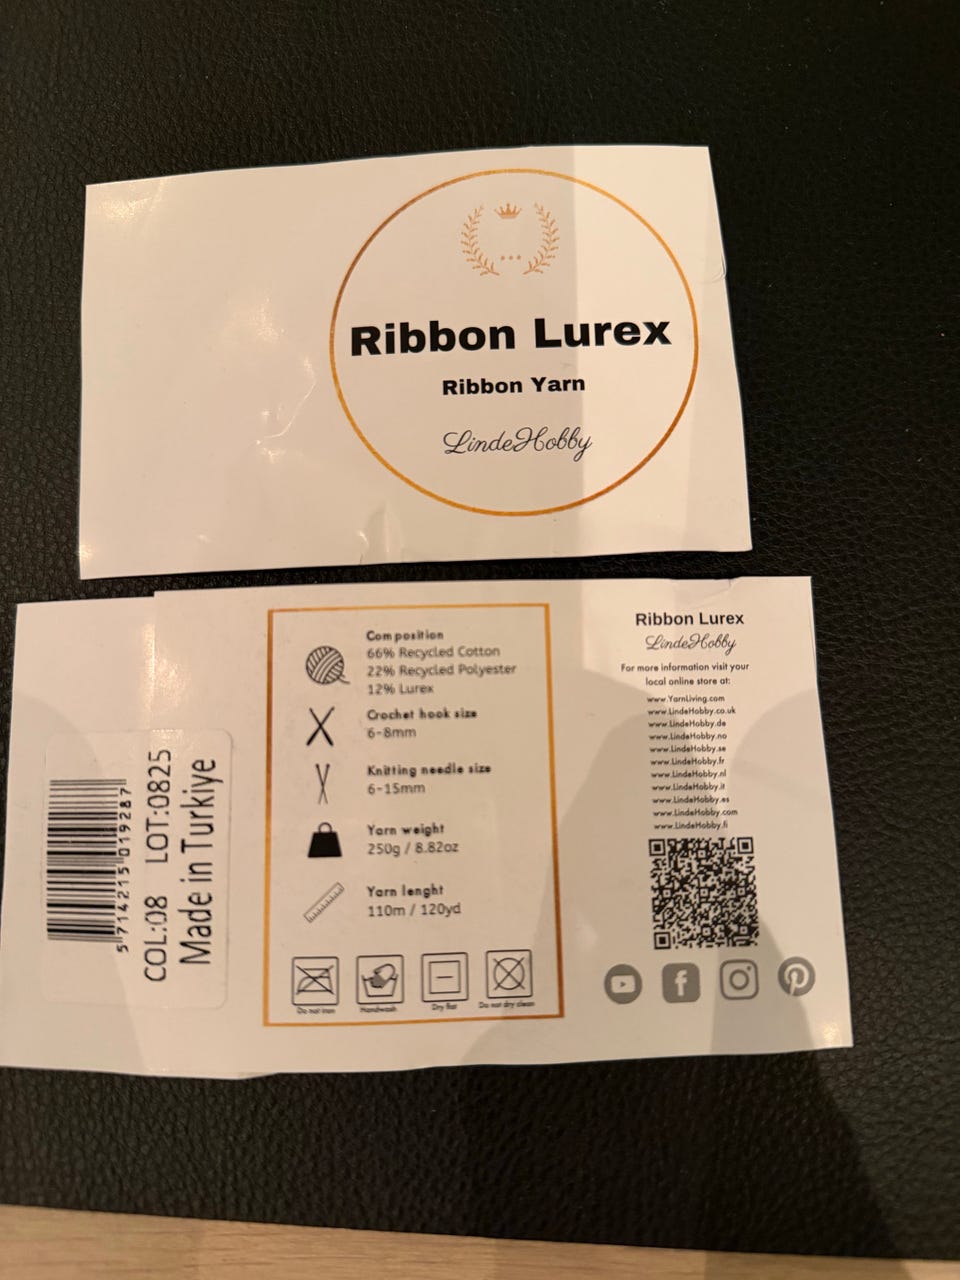 Ribbon Lurex
Ribbon Yarn
LindeHobby
5 714215 019287
COL:08 LOT:0825
Made in Turkiye
Composition
66% Recycled Cotton
22% Recycled Polyester
12% Lurex
Crochet hook size
6-8mm
Knitting needle size
6-15mm
Yarn weight
250g / 8.82oz
Yarn lenght
110m / 120yd
Do not iron
Handwash
Dry flat
Do not dry clean
Ribbon Lurex
LindeHobby
For more information visit your
local online store at:
www.YarnLiving.com
www.LindeHobby.co.uk
www.LindeHobby.de
www.LindeHobby.no
www.LindeHobby.se
www.LindeHobby.fr
www.LindeHobby.nl
www.LindeHobby.it
www.LindeHobby.es
www.LindeHobby.com
www.LindeHobby.fi